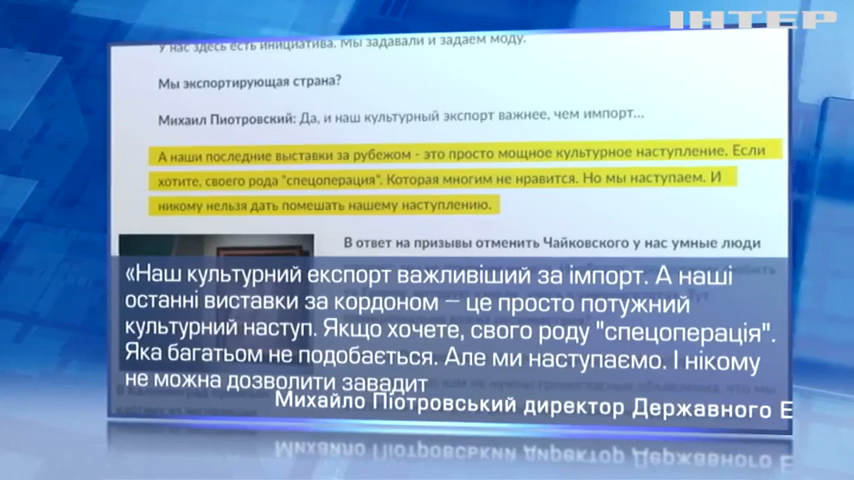 ІНТЕР
У нас здесь есть инициатива. Мы задавали и задаем моду.
Мы экспортирующая страна?
Михаил Пиотровский: Да, и наш культурный экспорт важнее, чем импорт...
А наши последние выставки за рубежом - это просто мощное культурное наступление. Если
хотите, своего рода "спецоперация". Которая многим не нравится. Но мы наступаем. И
никому нельзя дать помешать нашему наступлению.
В ответ на призывы отменить Чайковского у нас умные люди
«Наш культурний експорт важливіший за імпорт. А наші
останні виставки за кордоном – це просто потужний
культурний наступ. Якщо хочете, свого роду "спецоперація".
Яка багатьом не подобається. Але ми наступаємо. І нікому
не можна дозволити завадит
Михайло Піотровський директор Державного Е